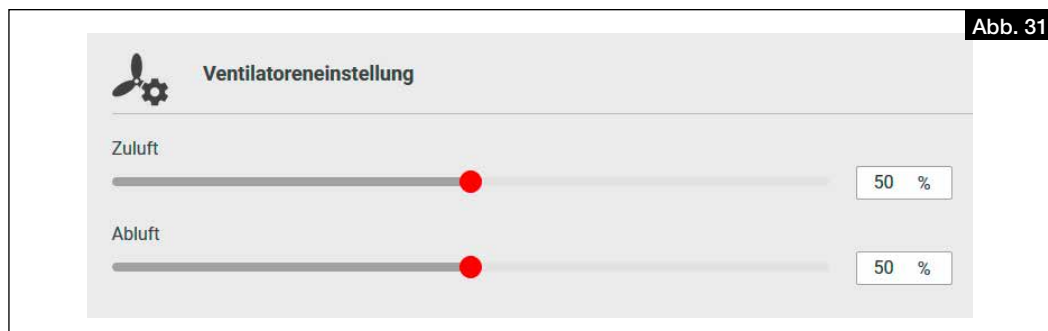 Abb. 31
Ventilatoreneinstellung
Zuluft
50 %
Abluft
50 %